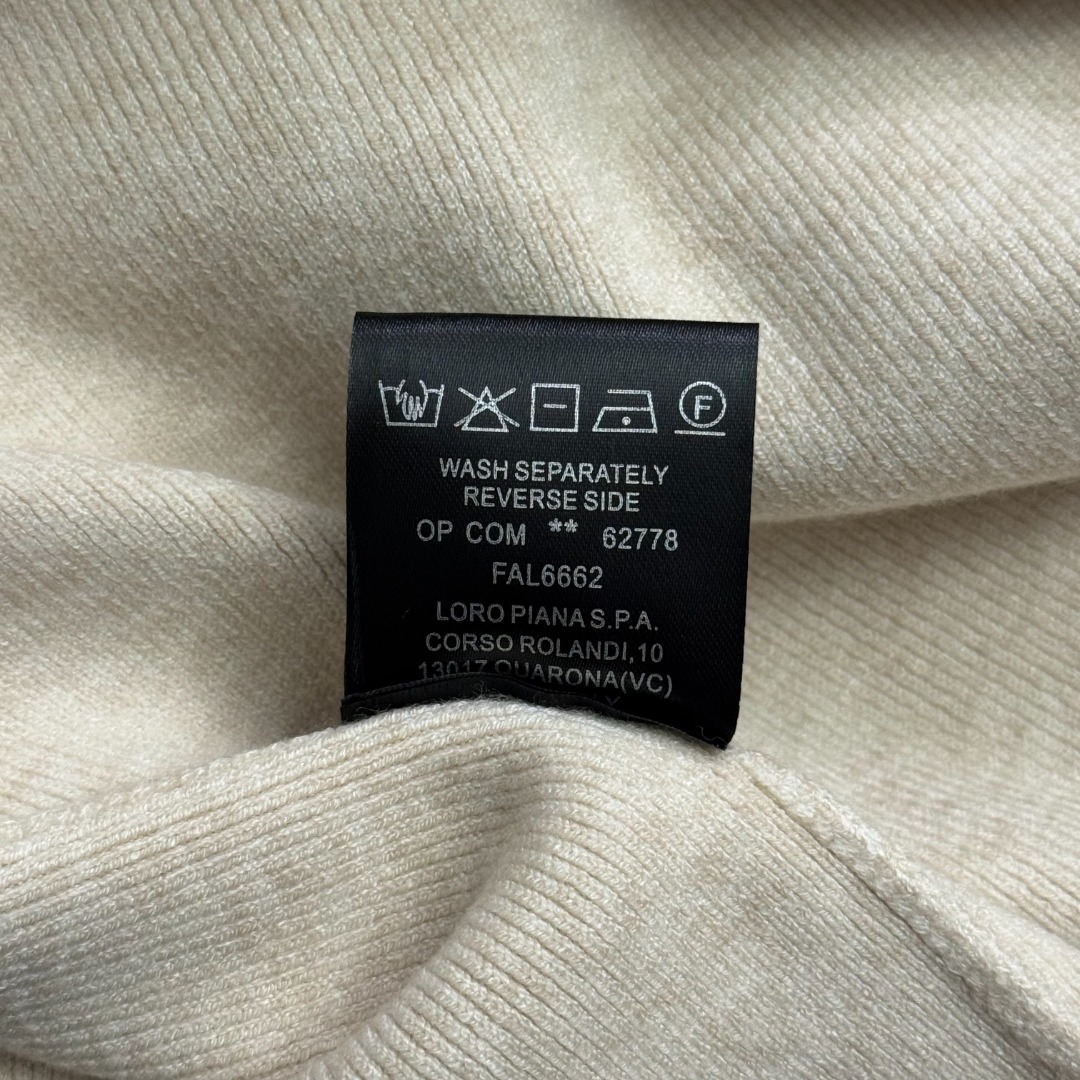 F
WASH SEPARATELY
REVERSE SIDE
OP COM ** 62778
FAL6662
LORO PIANA S.P.A.
CORSO ROLANDI,10
13017 QUARONA(VC)